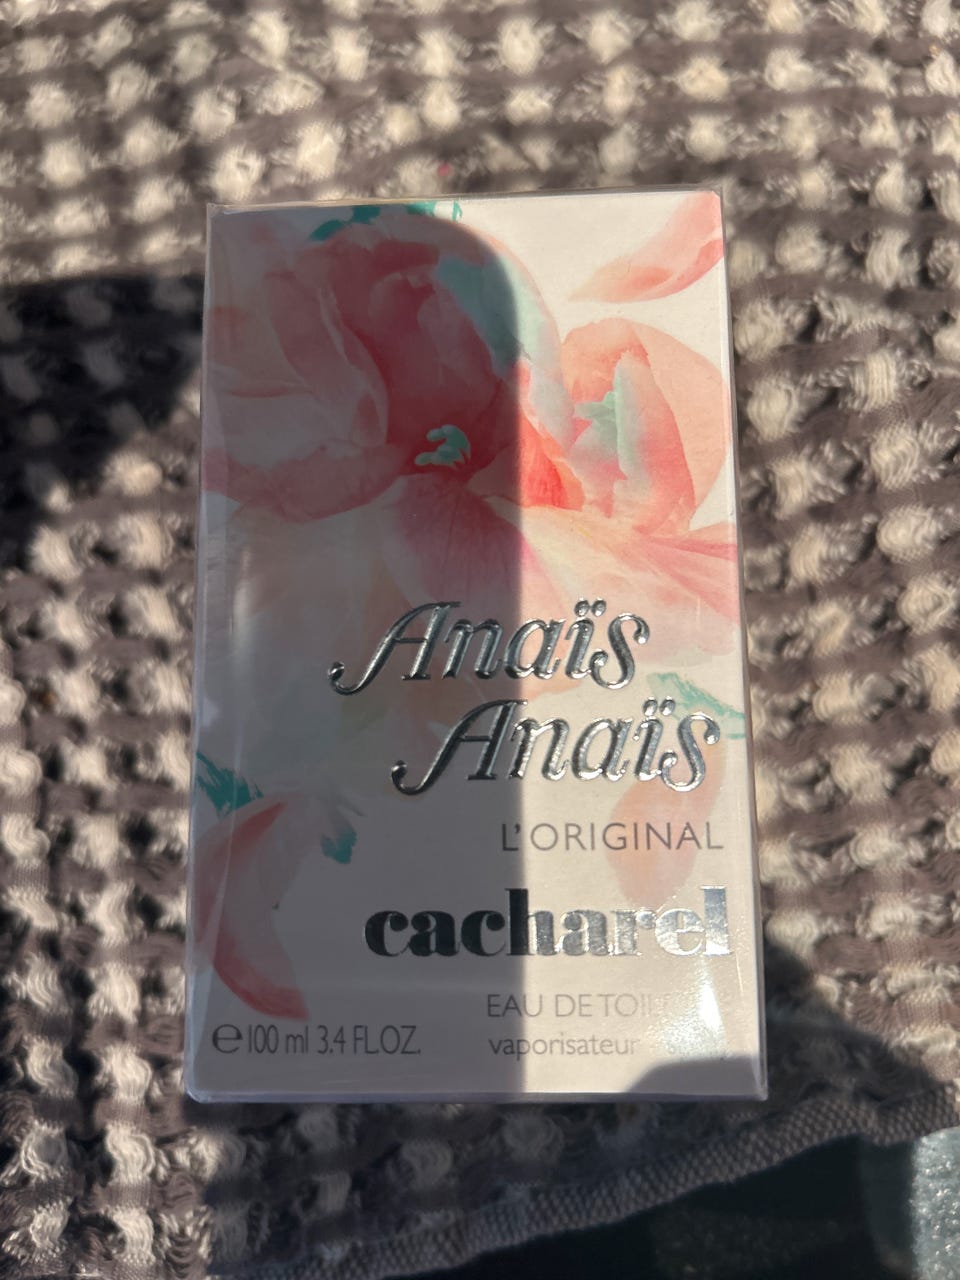 Anaïs
Anaïs
L'ORIGINAL
cacharel
EAU DE
℮ 100 ml 3.4 FL.OZ.
vaporisateur